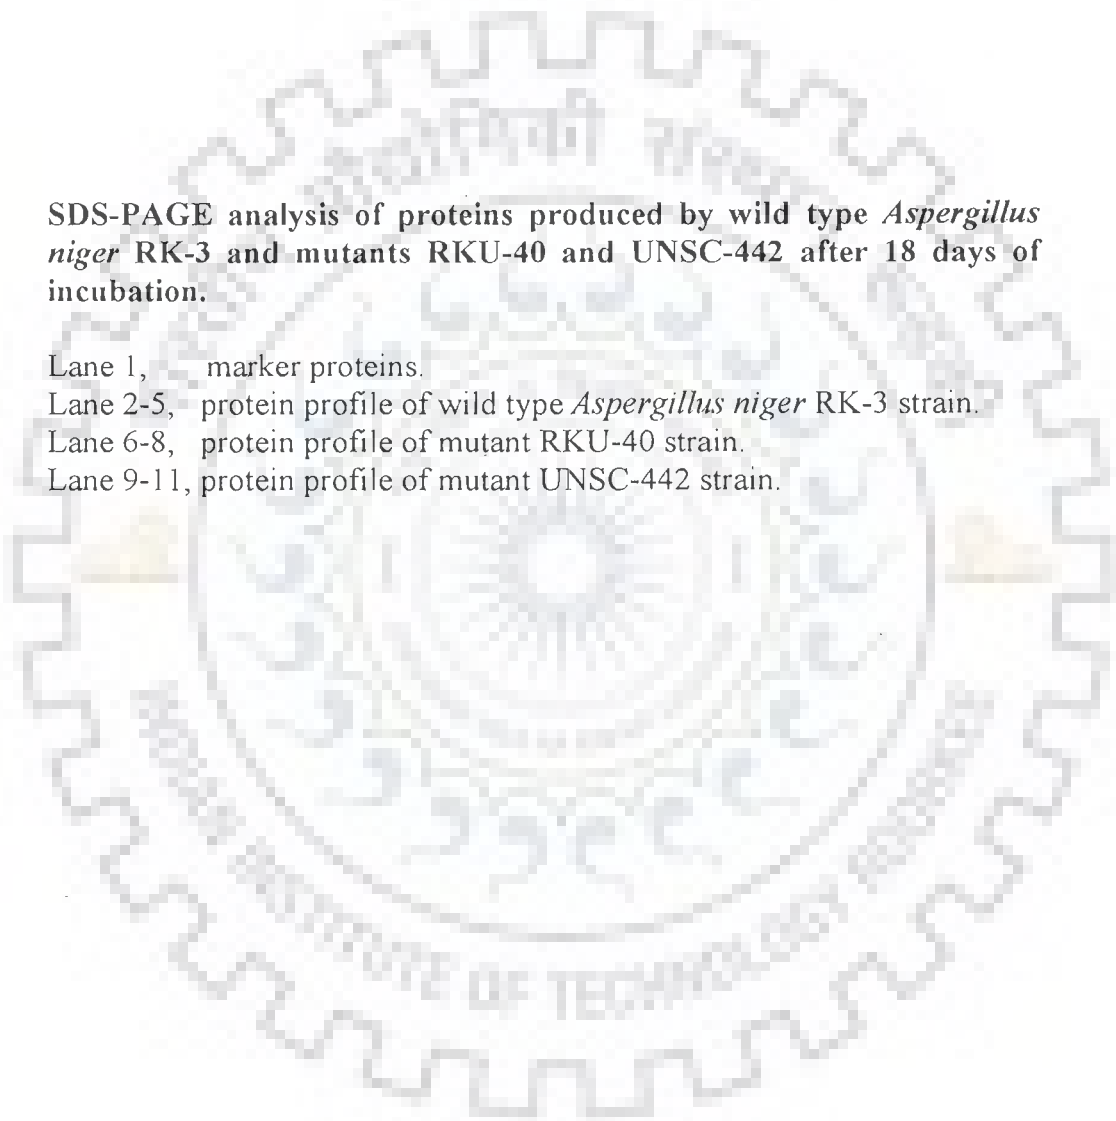 SDS-PAGE analysis of proteins produced by wild type Aspergillus
niger RK-3 and mutants RKU-40 and UNSC-442 after 18 days of
incubation.
Lane 1, marker proteins.
Lane 2-5, protein profile of wild type Aspergillus niger RK-3 strain.
Lane 6-8, protein profile of mutant RKU-40 strain.
Lane 9-11, protein profile of mutant UNSC-442 strain.
INSTITUTE OF TECHNOLOGY